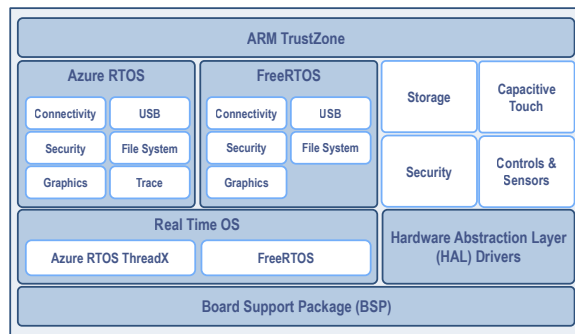 ARM TrustZone
Azure RTOS
Connectivity
USB
Security
File System
Graphics
Trace
FreeRTOS
Connectivity
USB
Security
File System
Graphics
Storage
Capacitive
Touch
Security
Controls &
Sensors
Real Time OS
Azure RTOS ThreadX
FreeRTOS
Hardware Abstraction Layer
(HAL) Drivers
Board Support Package (BSP)